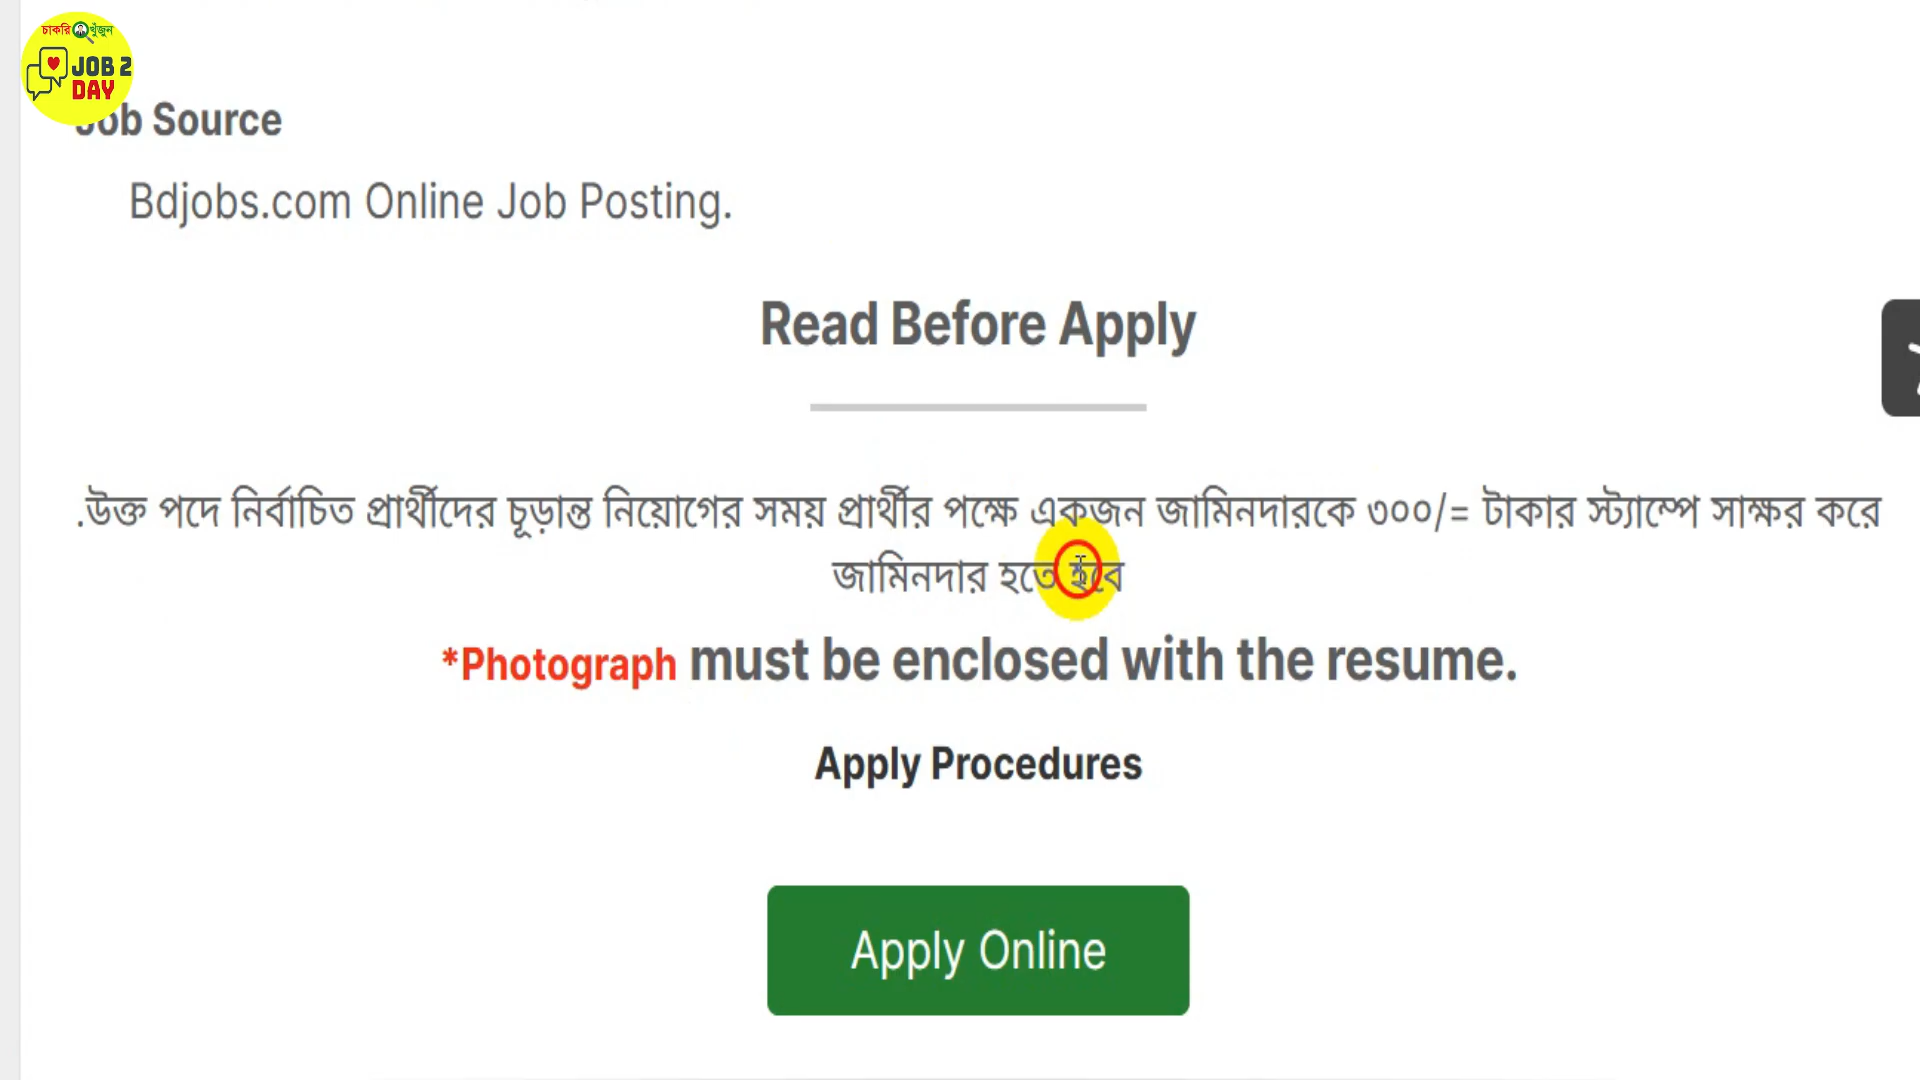 চাকরি খুঁজুন
JOB 2
DAY
Job Source
Bdjobs.com Online Job Posting.
Read Before Apply
.উক্ত পদে নির্বাচিত প্রার্থীদের চূড়ান্ত নিয়োগের সময় প্রার্থীর পক্ষে একজন জামিনদারকে ৩০০/= টাকার স্ট্যাম্পে সাক্ষর করে
জামিনদার হতে হবে
*Photograph must be enclosed with the resume.
Apply Procedures
Apply Online